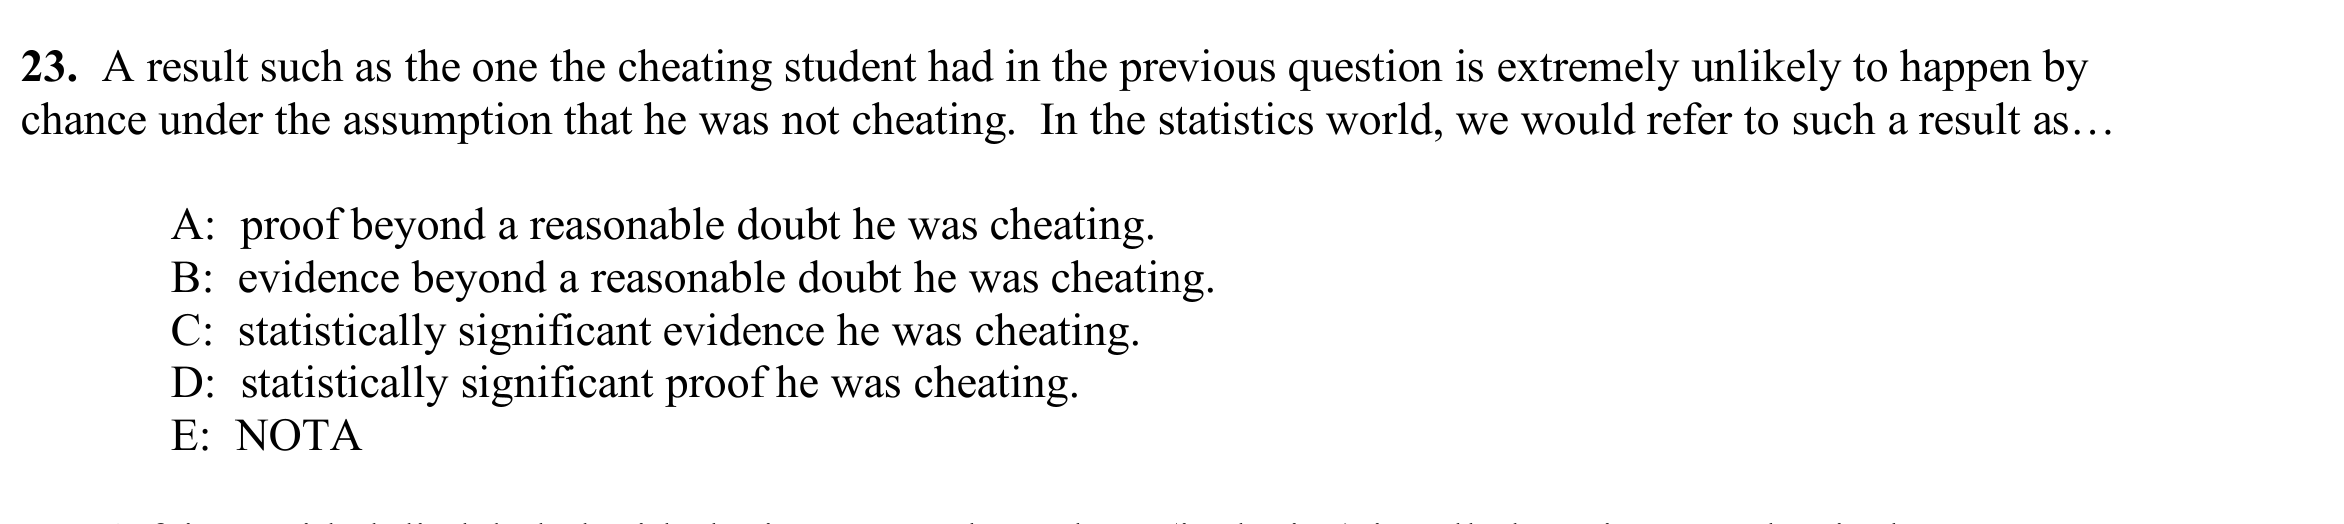 23. A result such as the one the cheating student had in the previous question is extremely unlikely to happen by
chance under the assumption that he was not cheating. In the statistics world, we would refer to such a result as…
A: proof beyond a reasonable doubt he was cheating.
B: evidence beyond a reasonable doubt he was cheating.
C: statistically significant evidence he was cheating.
D: statistically significant proof he was cheating.
E: NOTA